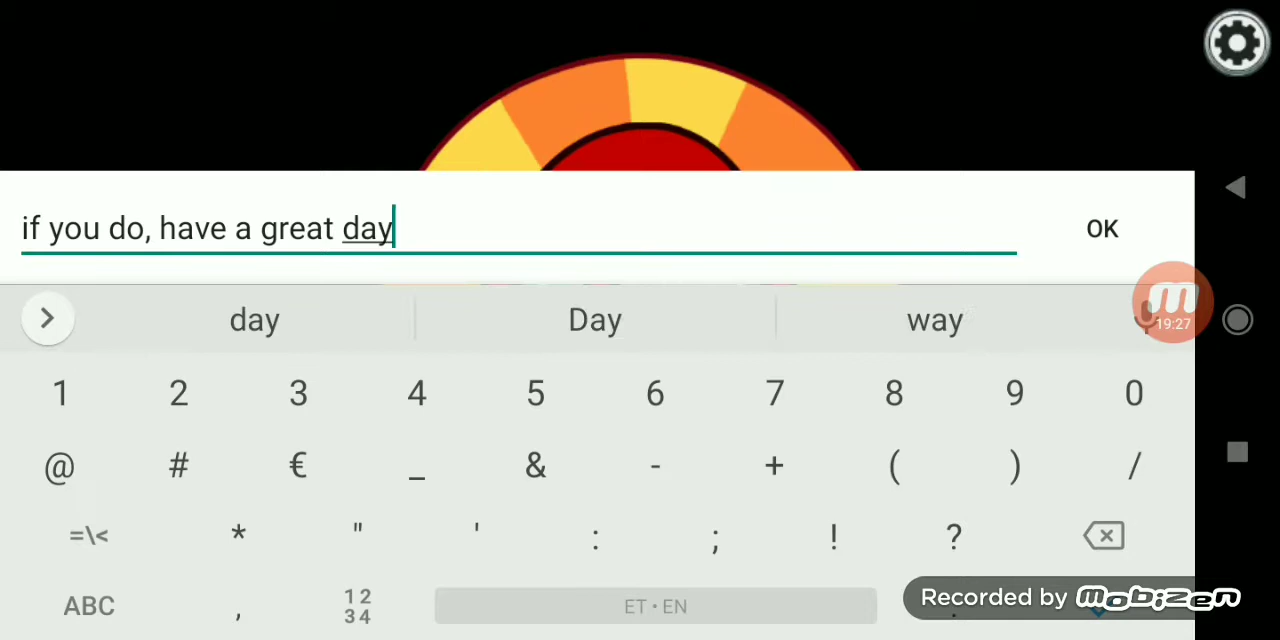 if you do, have a great day
OK
day Day way
19:27
1 2 3 4 5 6 7 8 9 0
@ # € _ & - + ( ) /
=\< * " ' : ; ! ?
ABC , 12 34 ET • EN .
Recorded by mobizen